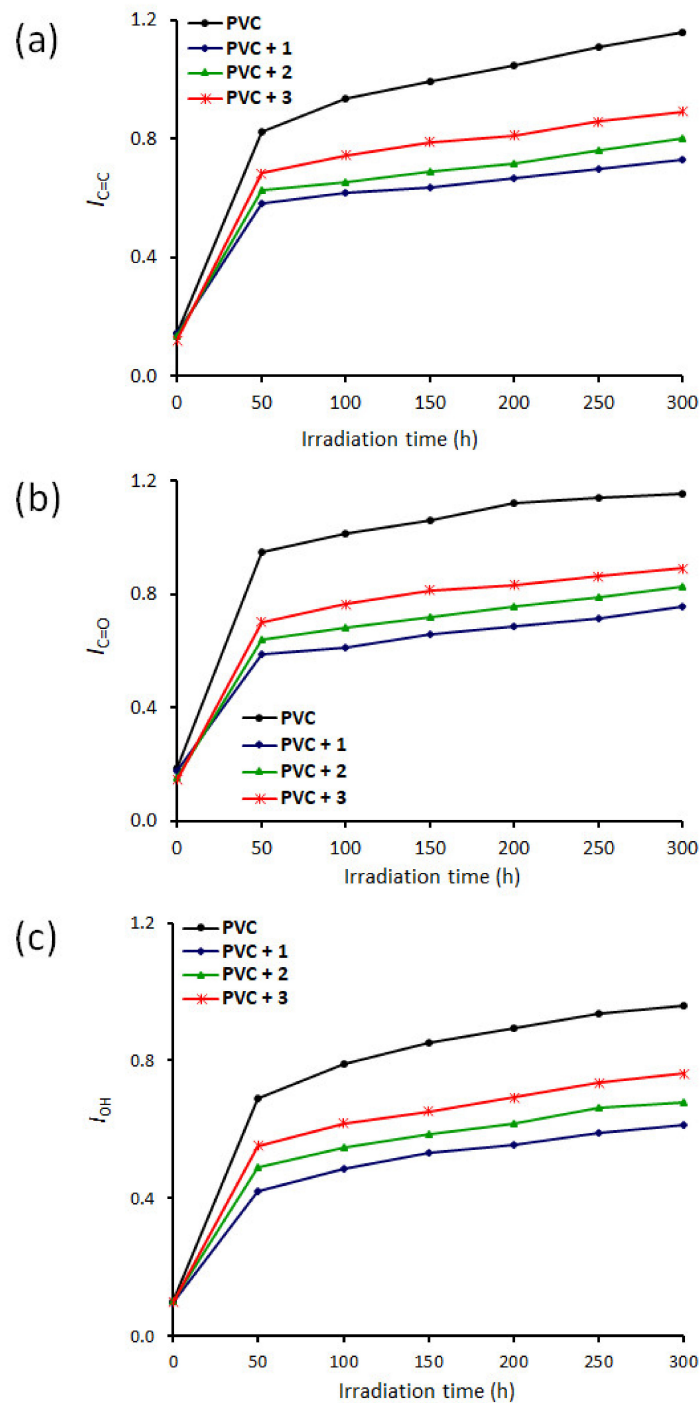 (a)
1.2
PVC
PVC + 1
PVC + 2
PVC + 3
0.8
I C=C
0.4
0.0
0 50 100 150 200 250 300
Irradiation time (h)
(b)
1.2
0.8
I C=O
0.4
PVC
PVC + 1
PVC + 2
PVC + 3
0.0
0 50 100 150 200 250 300
Irradiation time (h)
(c)
1.2
PVC
PVC + 1
PVC + 2
PVC + 3
0.8
I OH
0.4
0.0
0 50 100 150 200 250 300
Irradiation time (h)